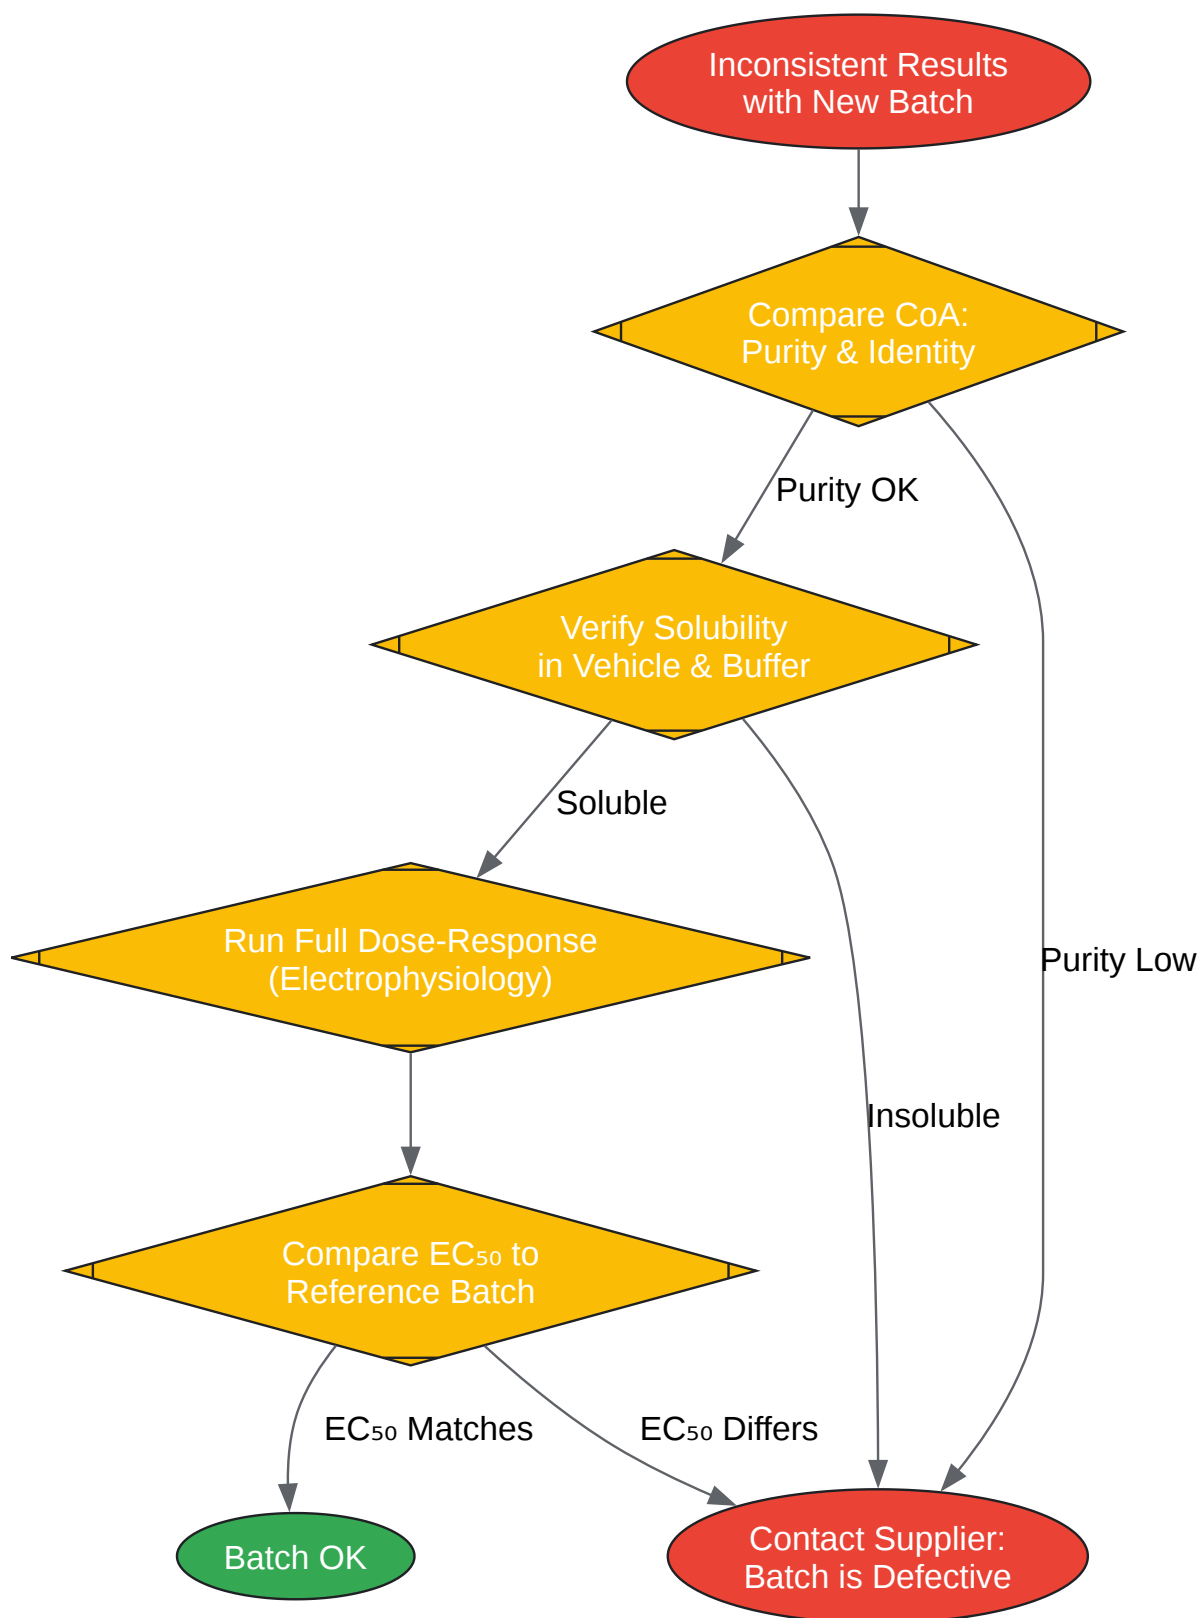 Inconsistent Results
with New Batch
Compare CoA:
Purity & Identity
Purity OK
Verify Solubility
in Vehicle & Buffer
Soluble
Run Full Dose-Response
(Electrophysiology)
Purity Low
Insoluble
Compare EC₅₀ to
Reference Batch
EC₅₀ Matches
EC₅₀ Differs
Batch OK
Contact Supplier:
Batch is Defective